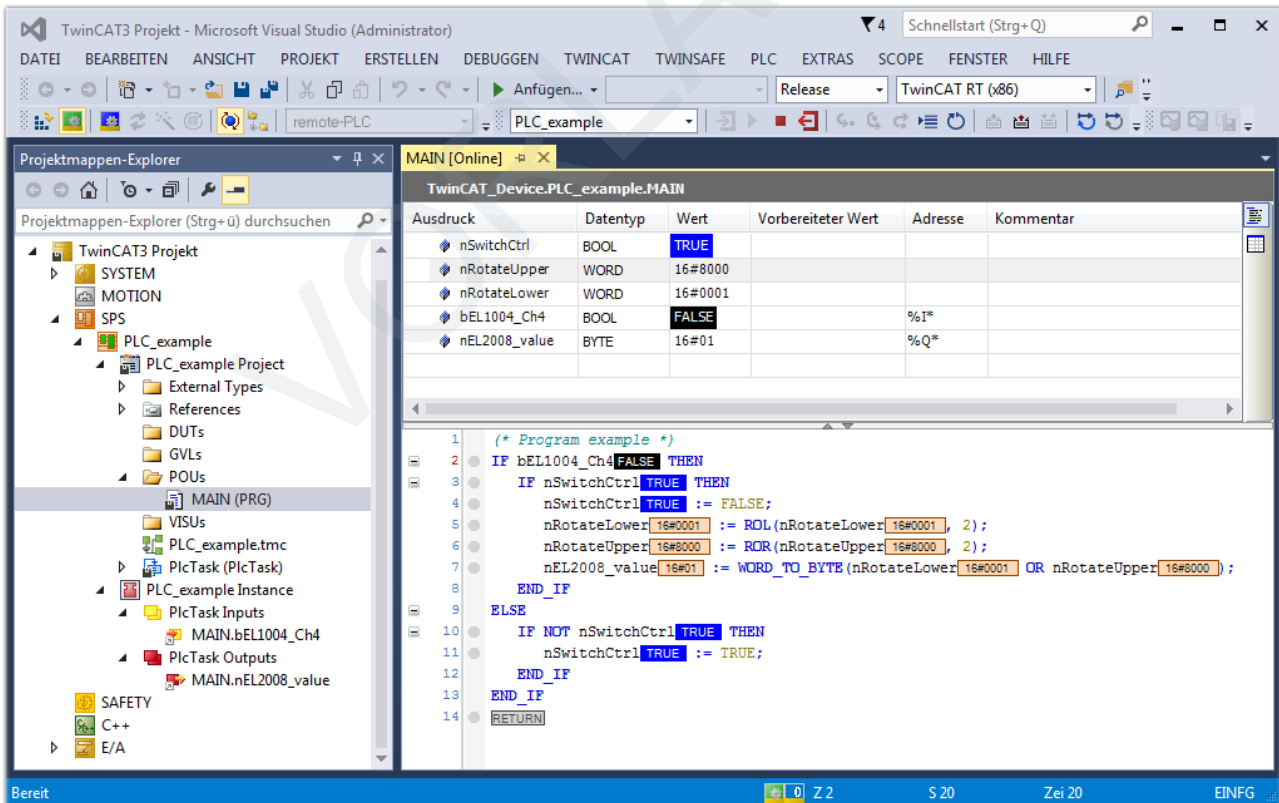 TwinCAT3 Projekt - Microsoft Visual Studio (Administrator) 4 Schnellstart (Strg+Q)
DATEI BEARBEITEN ANSICHT PROJEKT ERSTELLEN DEBUGGEN TWINCAT TWINSAFE PLC EXTRAS SCOPE FENSTER HILFE
Anfügen... Release TwinCAT RT (x86)
remote-PLC PLC_example
Projektmappen-Explorer
Projektmappen-Explorer (Strg+ü) durchsuchen
TwinCAT3 Projekt
SYSTEM
MOTION
SPS
PLC_example
PLC_example Project
External Types
References
DUTs
GVLs
POUs
MAIN (PRG)
VISUs
PLC_example.tmc
PlcTask (PlcTask)
PLC_example Instance
PlcTask Inputs
MAIN.bEL1004_Ch4
PlcTask Outputs
MAIN.nEL2008_value
SAFETY
C++
E/A
MAIN [Online]
TwinCAT_Device.PLC_example.MAIN
Ausdruck Datentyp Wert Vorbereiteter Wert Adresse Kommentar
nSwitchCtrl BOOL TRUE
nRotateUpper WORD 16#8000
nRotateLower WORD 16#0001
bEL1004_Ch4 BOOL FALSE %I*
nEL2008_value BYTE 16#01 %Q*
1 (* Program example *)
2 IF bEL1004_Ch4 FALSE THEN
3 IF nSwitchCtrl TRUE THEN
4 nSwitchCtrl TRUE := FALSE;
5 nRotateLower 16#0001 := ROL(nRotateLower 16#0001 , 2);
6 nRotateUpper 16#8000 := ROR(nRotateUpper 16#8000 , 2);
7 nEL2008_value 16#01 := WORD_TO_BYTE(nRotateLower 16#0001 OR nRotateUpper 16#8000 );
8 END_IF
9 ELSE
10 IF NOT nSwitchCtrl TRUE THEN
11 nSwitchCtrl TRUE := TRUE;
12 END_IF
13 END_IF
14 RETURN
Bereit 0 Z 2 S 20 Zei 20 EINFG